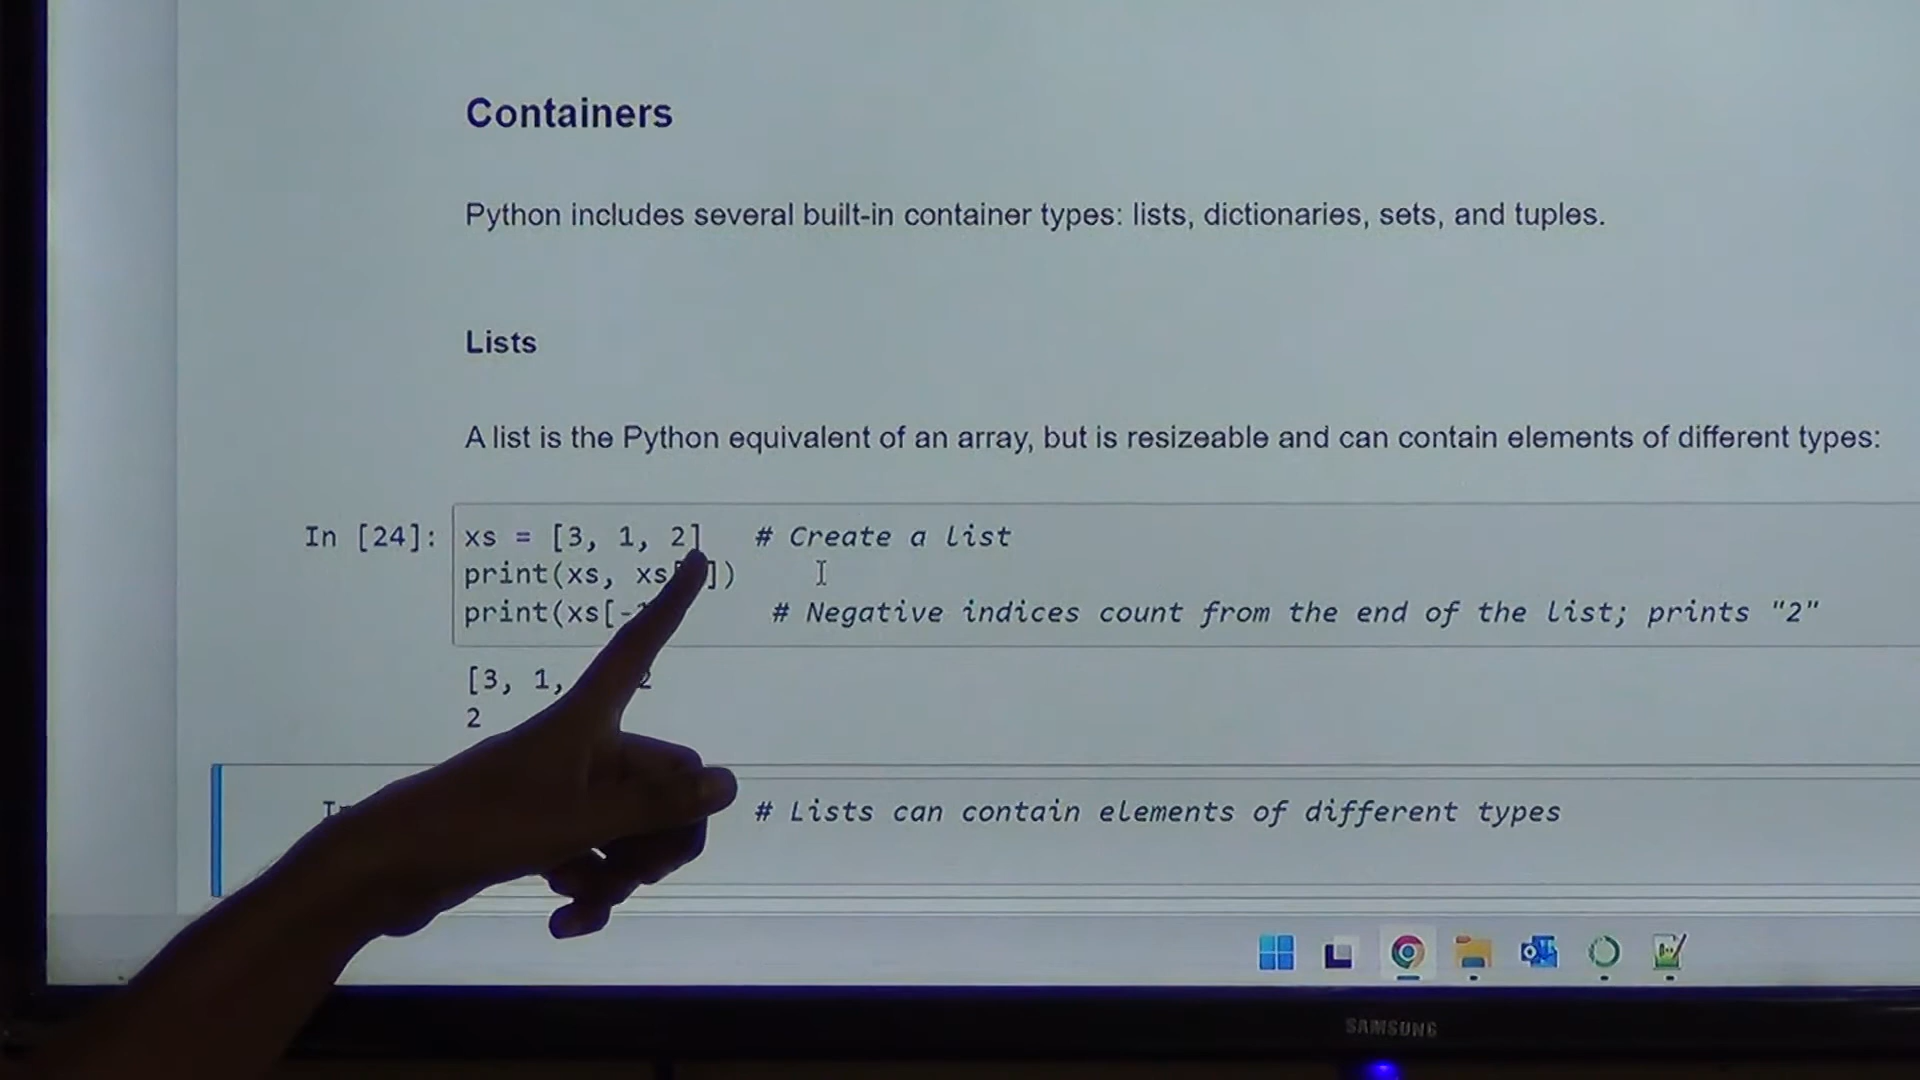 Containers
Python includes several built-in container types: lists, dictionaries, sets, and tuples.
Lists
A list is the Python equivalent of an array, but is resizeable and can contain elements of different types:
In [24]: xs = [3, 1, 2] # Create a list
print(xs, xs[ ])
print(xs[- # Negative indices count from the end of the list; prints "2"
[3, 1, 2
2
# Lists can contain elements of different types
SAMSUNG